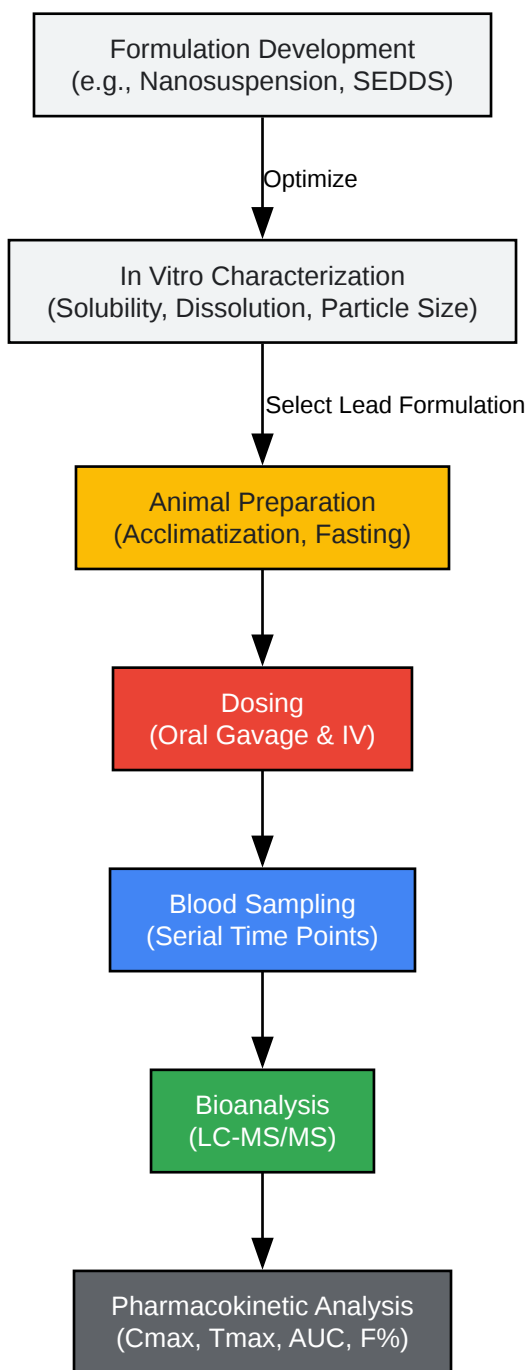 Formulation Development
(e.g., Nanosuspension, SEDDS)
Optimize
In Vitro Characterization
(Solubility, Dissolution, Particle Size)
Select Lead Formulation
Animal Preparation
(Acclimatization, Fasting)
Dosing
(Oral Gavage & IV)
Blood Sampling
(Serial Time Points)
Bioanalysis
(LC-MS/MS)
Pharmacokinetic Analysis
(Cmax, Tmax, AUC, F%)